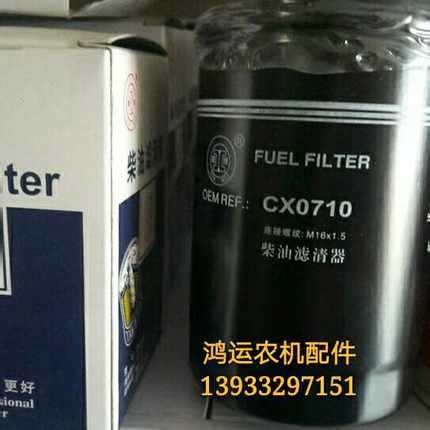 柴油滤清器
ter
更好
sional
er
®
FUEL FILTER
OEM REF.: CX0710
连接螺纹: M16x1.5
柴油滤清器
鸿运农机配件
13933297151